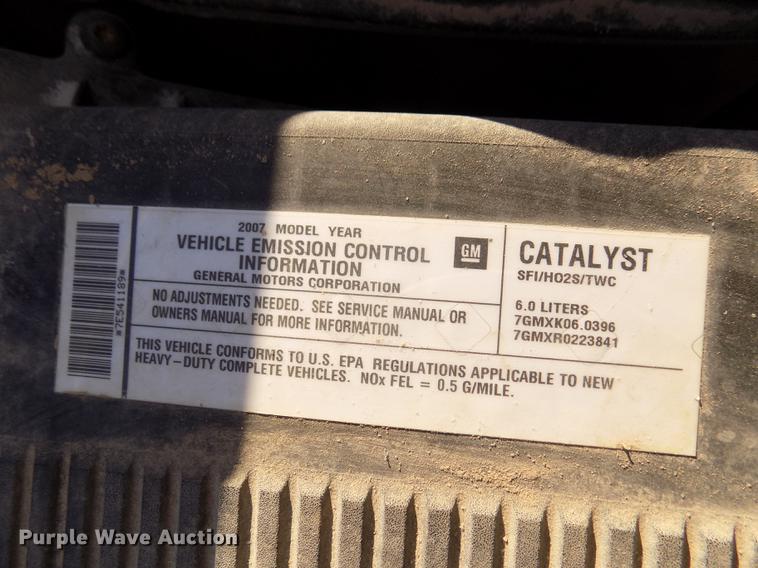 *7E541189*
2007 MODEL YEAR
VEHICLE EMISSION CONTROL
INFORMATION
GENERAL MOTORS CORPORATION
GM
NO ADJUSTMENTS NEEDED. SEE SERVICE MANUAL OR
OWNERS MANUAL FOR MORE INFORMATION.
CATALYST
SFI/HO2S/TWC
6.0 LITERS
7GMXK06.0396
7GMXR0223841
THIS VEHICLE CONFORMS TO U.S. EPA REGULATIONS APPLICABLE TO NEW
HEAVY-DUTY COMPLETE VEHICLES. NOx FEL = 0.5 G/MILE.
Purple Wave Auction